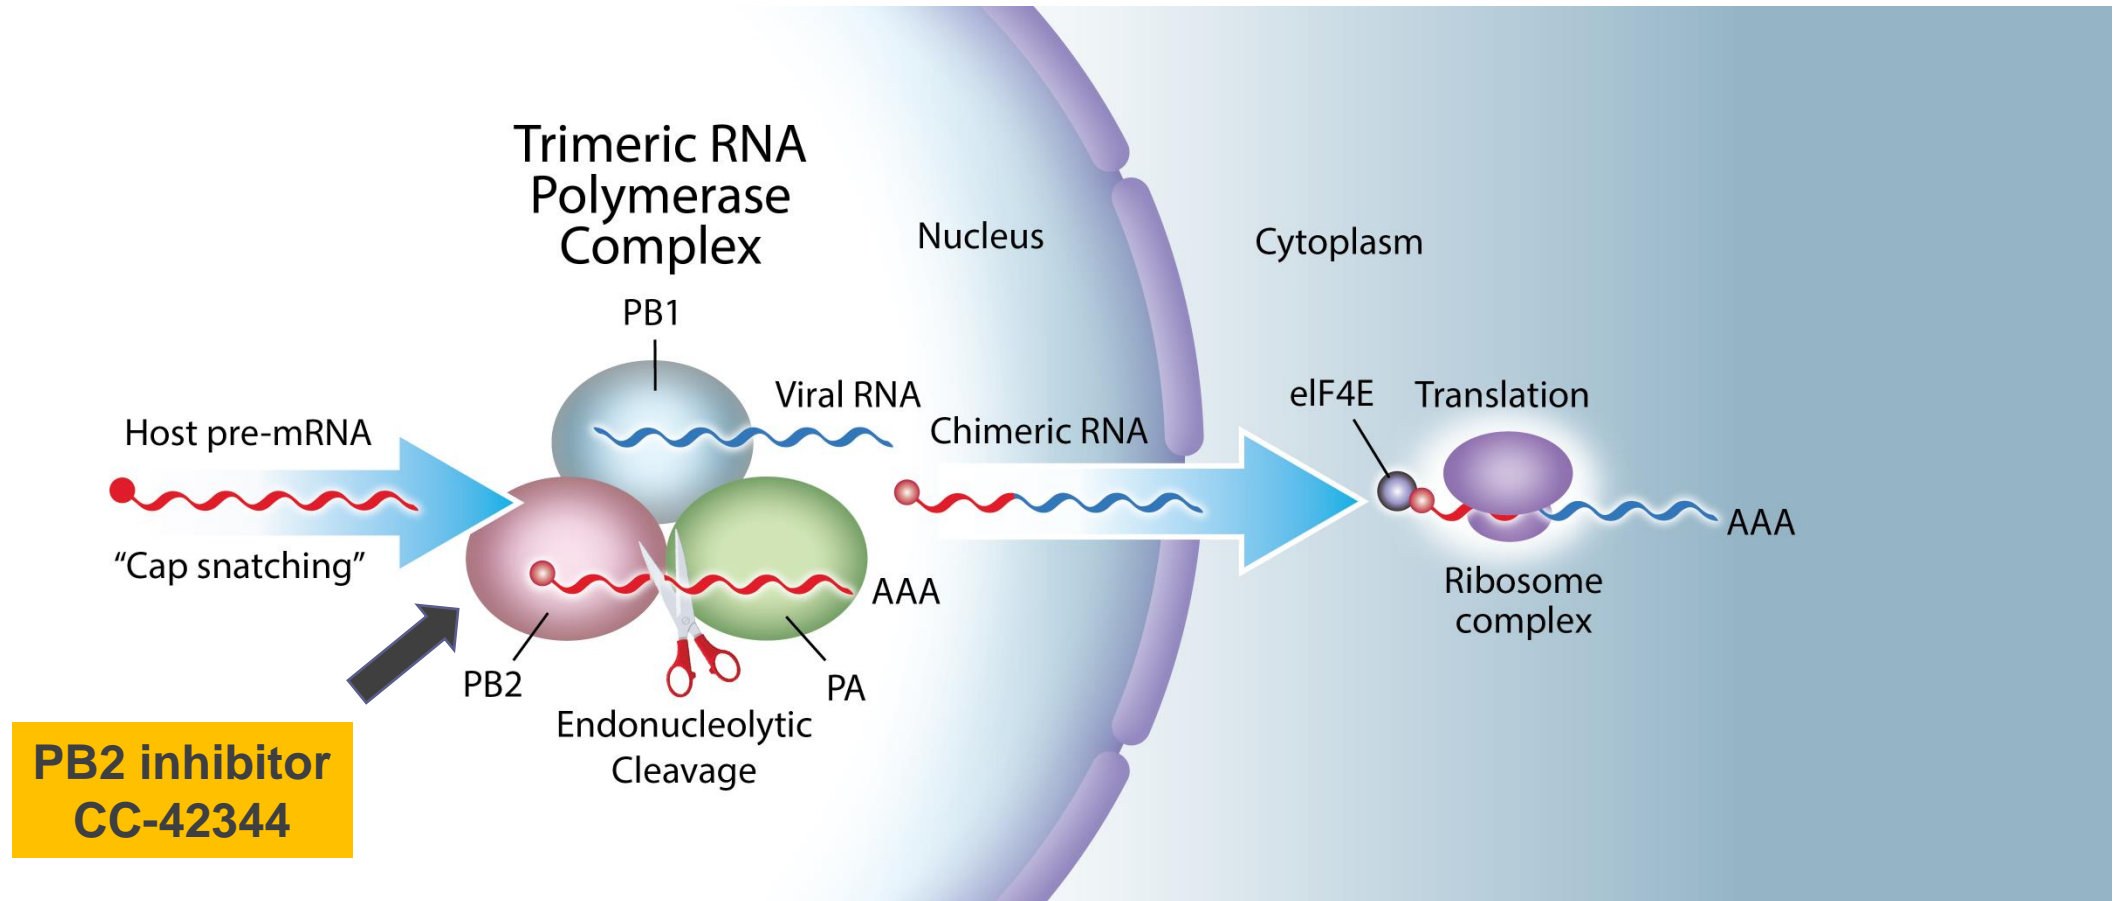 Trimeric RNA
Polymerase
Complex
Nucleus
Cytoplasm
PB1
Viral RNA
Host pre-mRNA
Chimeric RNA
eIF4E
Translation
"Cap snatching"
AAA
AAA
Ribosome
complex
PB2
PA
Endonucleolytic
Cleavage
PB2 inhibitor
CC-42344